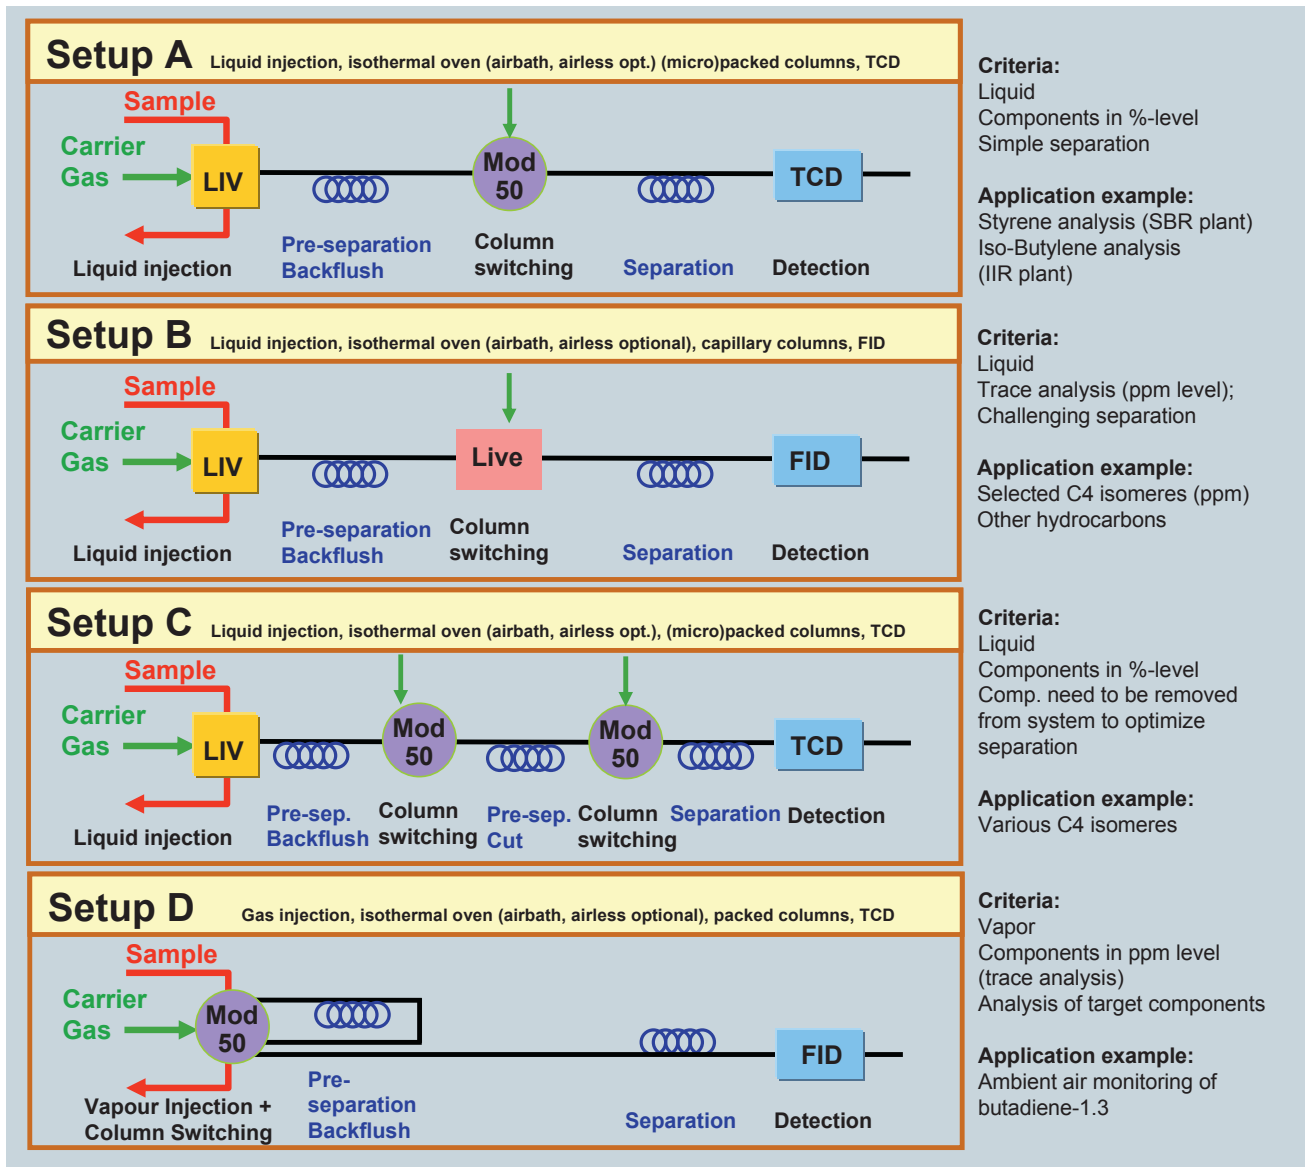 Setup A Liquid injection, isothermal oven (airbath, airless opt.) (micro)packed columns, TCD
Sample
Carrier
Gas
LIV
Mod
50
TCD
Pre-separation
Backflush
Column
switching
Separation
Detection
Liquid injection
Criteria:
Liquid
Components in %-level
Simple separation
Application example:
Styrene analysis (SBR plant)
Iso-Butylene analysis
(IIR plant)
Setup B Liquid injection, isothermal oven (airbath, airless optional), capillary columns, FID
Sample
Carrier
Gas
LIV
Live
FID
Pre-separation
Backflush
Column
switching
Separation
Detection
Liquid injection
Criteria:
Liquid
Trace analysis (ppm level);
Challenging separation
Application example:
Selected C4 isomeres (ppm)
Other hydrocarbons
Setup C Liquid injection, isothermal oven (airbath, airless opt.), (micro)packed columns, TCD
Sample
Carrier
Gas
LIV
Mod
50
Mod
50
TCD
Pre-sep.
Backflush
Column
switching
Pre-sep.
Cut
Column
switching
Separation
Detection
Liquid injection
Criteria:
Liquid
Components in %-level
Comp. need to be removed
from system to optimize
separation
Application example:
Various C4 isomeres
Setup D Gas injection, isothermal oven (airbath, airless optional), packed columns, TCD
Sample
Carrier
Gas
Mod
50
FID
Vapour Injection +
Column Switching
Pre-
separation
Backflush
Separation
Detection
Criteria:
Vapor
Components in ppm level
(trace analysis)
Analysis of target components
Application example:
Ambient air monitoring of
butadiene-1.3